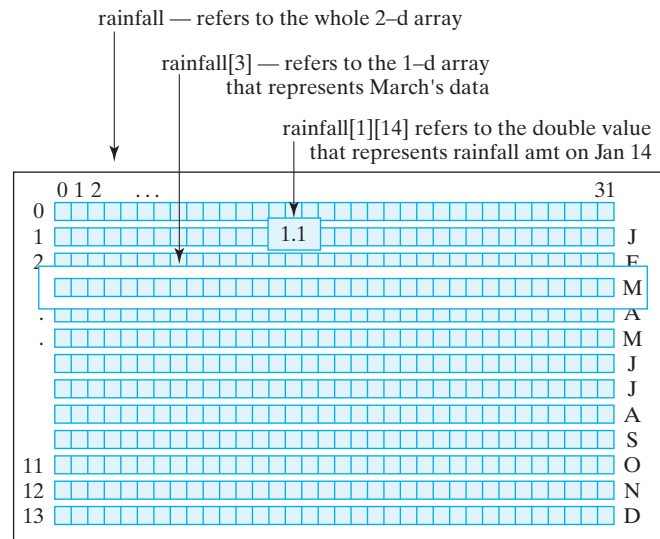 rainfall — refers to the whole 2–d array
rainfall[3] — refers to the 1–d array
that represents March's data
rainfall[1][14] refers to the double value
that represents rainfall amt on Jan 14
0 1 2 ... 31
0
1 1.1 J
2 F
M
. A
. M
J
J
A
S
11 O
12 N
13 D